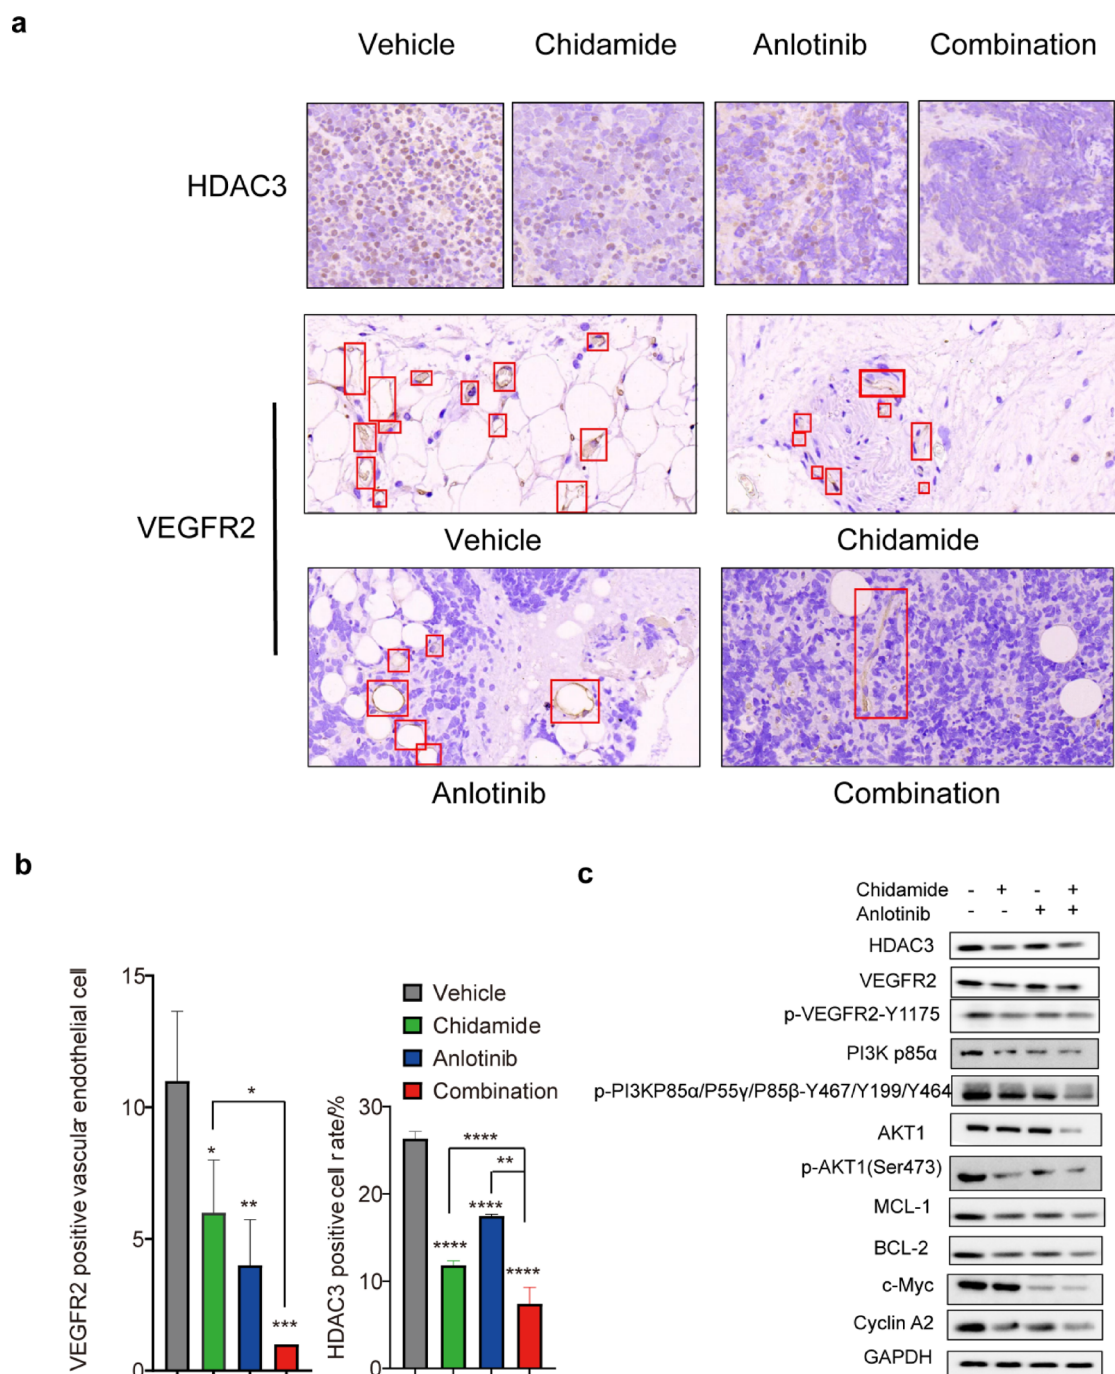 a
Vehicle Chidamide Anlotinib Combination
HDAC3
VEGFR2
Vehicle Chidamide
Anlotinib Combination
b
VEGFR2 positive vascular endothelial cell
15
10
5
0
*
*
**
***
Vehicle
Chidamide
Anlotinib
Combination
HDAC3 positive cell rate/%
30
20
10
0
****
**
****
****
****
c
Chidamide - + - +
Anlotinib - - + +
HDAC3
VEGFR2
p-VEGFR2-Y1175
PI3K p85α
p-PI3KP85α/P55γ/P85β-Y467/Y199/Y464
AKT1
p-AKT1(Ser473)
MCL-1
BCL-2
c-Myc
Cyclin A2
GAPDH